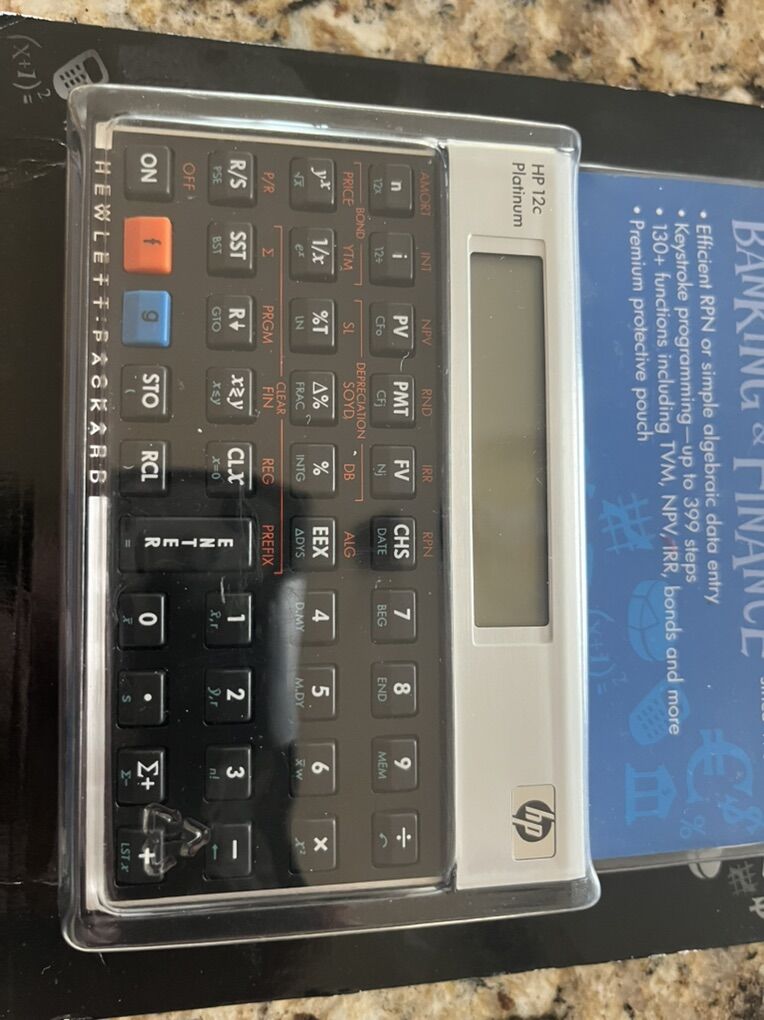 BANKING & FINANCE
• Efficient RPN or simple algebraic data entry
• Keystroke programming—up to 399 steps
• 130+ functions including TVM, NPV, IRR, bonds and more
• Premium protective pouch
HP 12c
Platinum
hp
AMORT INT NPV RND IRR RPN
n i PV PMT FV CHS 7 8 9 ÷
12x 12÷ CFo CFj Nj DATE BEG END MEM
BOND DEPRECIATION
PRICE YTM SL SOYD DB ALG
yˣ 1/x %T Δ% % EEX 4 5 6 ×
√x eˣ LN FRAC INTG ΔDYS D.MY M.DY x̄w x²
CLEAR
P/R Σ PRGM FIN REG PREFIX
R/S SST R↓ x≷y CLx ENTER 1 2 3 −
PSE BST GTO x≤y x=0 = x̂,r ŷ,r n! ←
OFF
ON f g STO RCL 0 • Σ+ +
( ) x̄ s Σ− LST x
HEWLETT·PACKARD
(x+1)²=
(x+1)²=
#
€
$
%
#